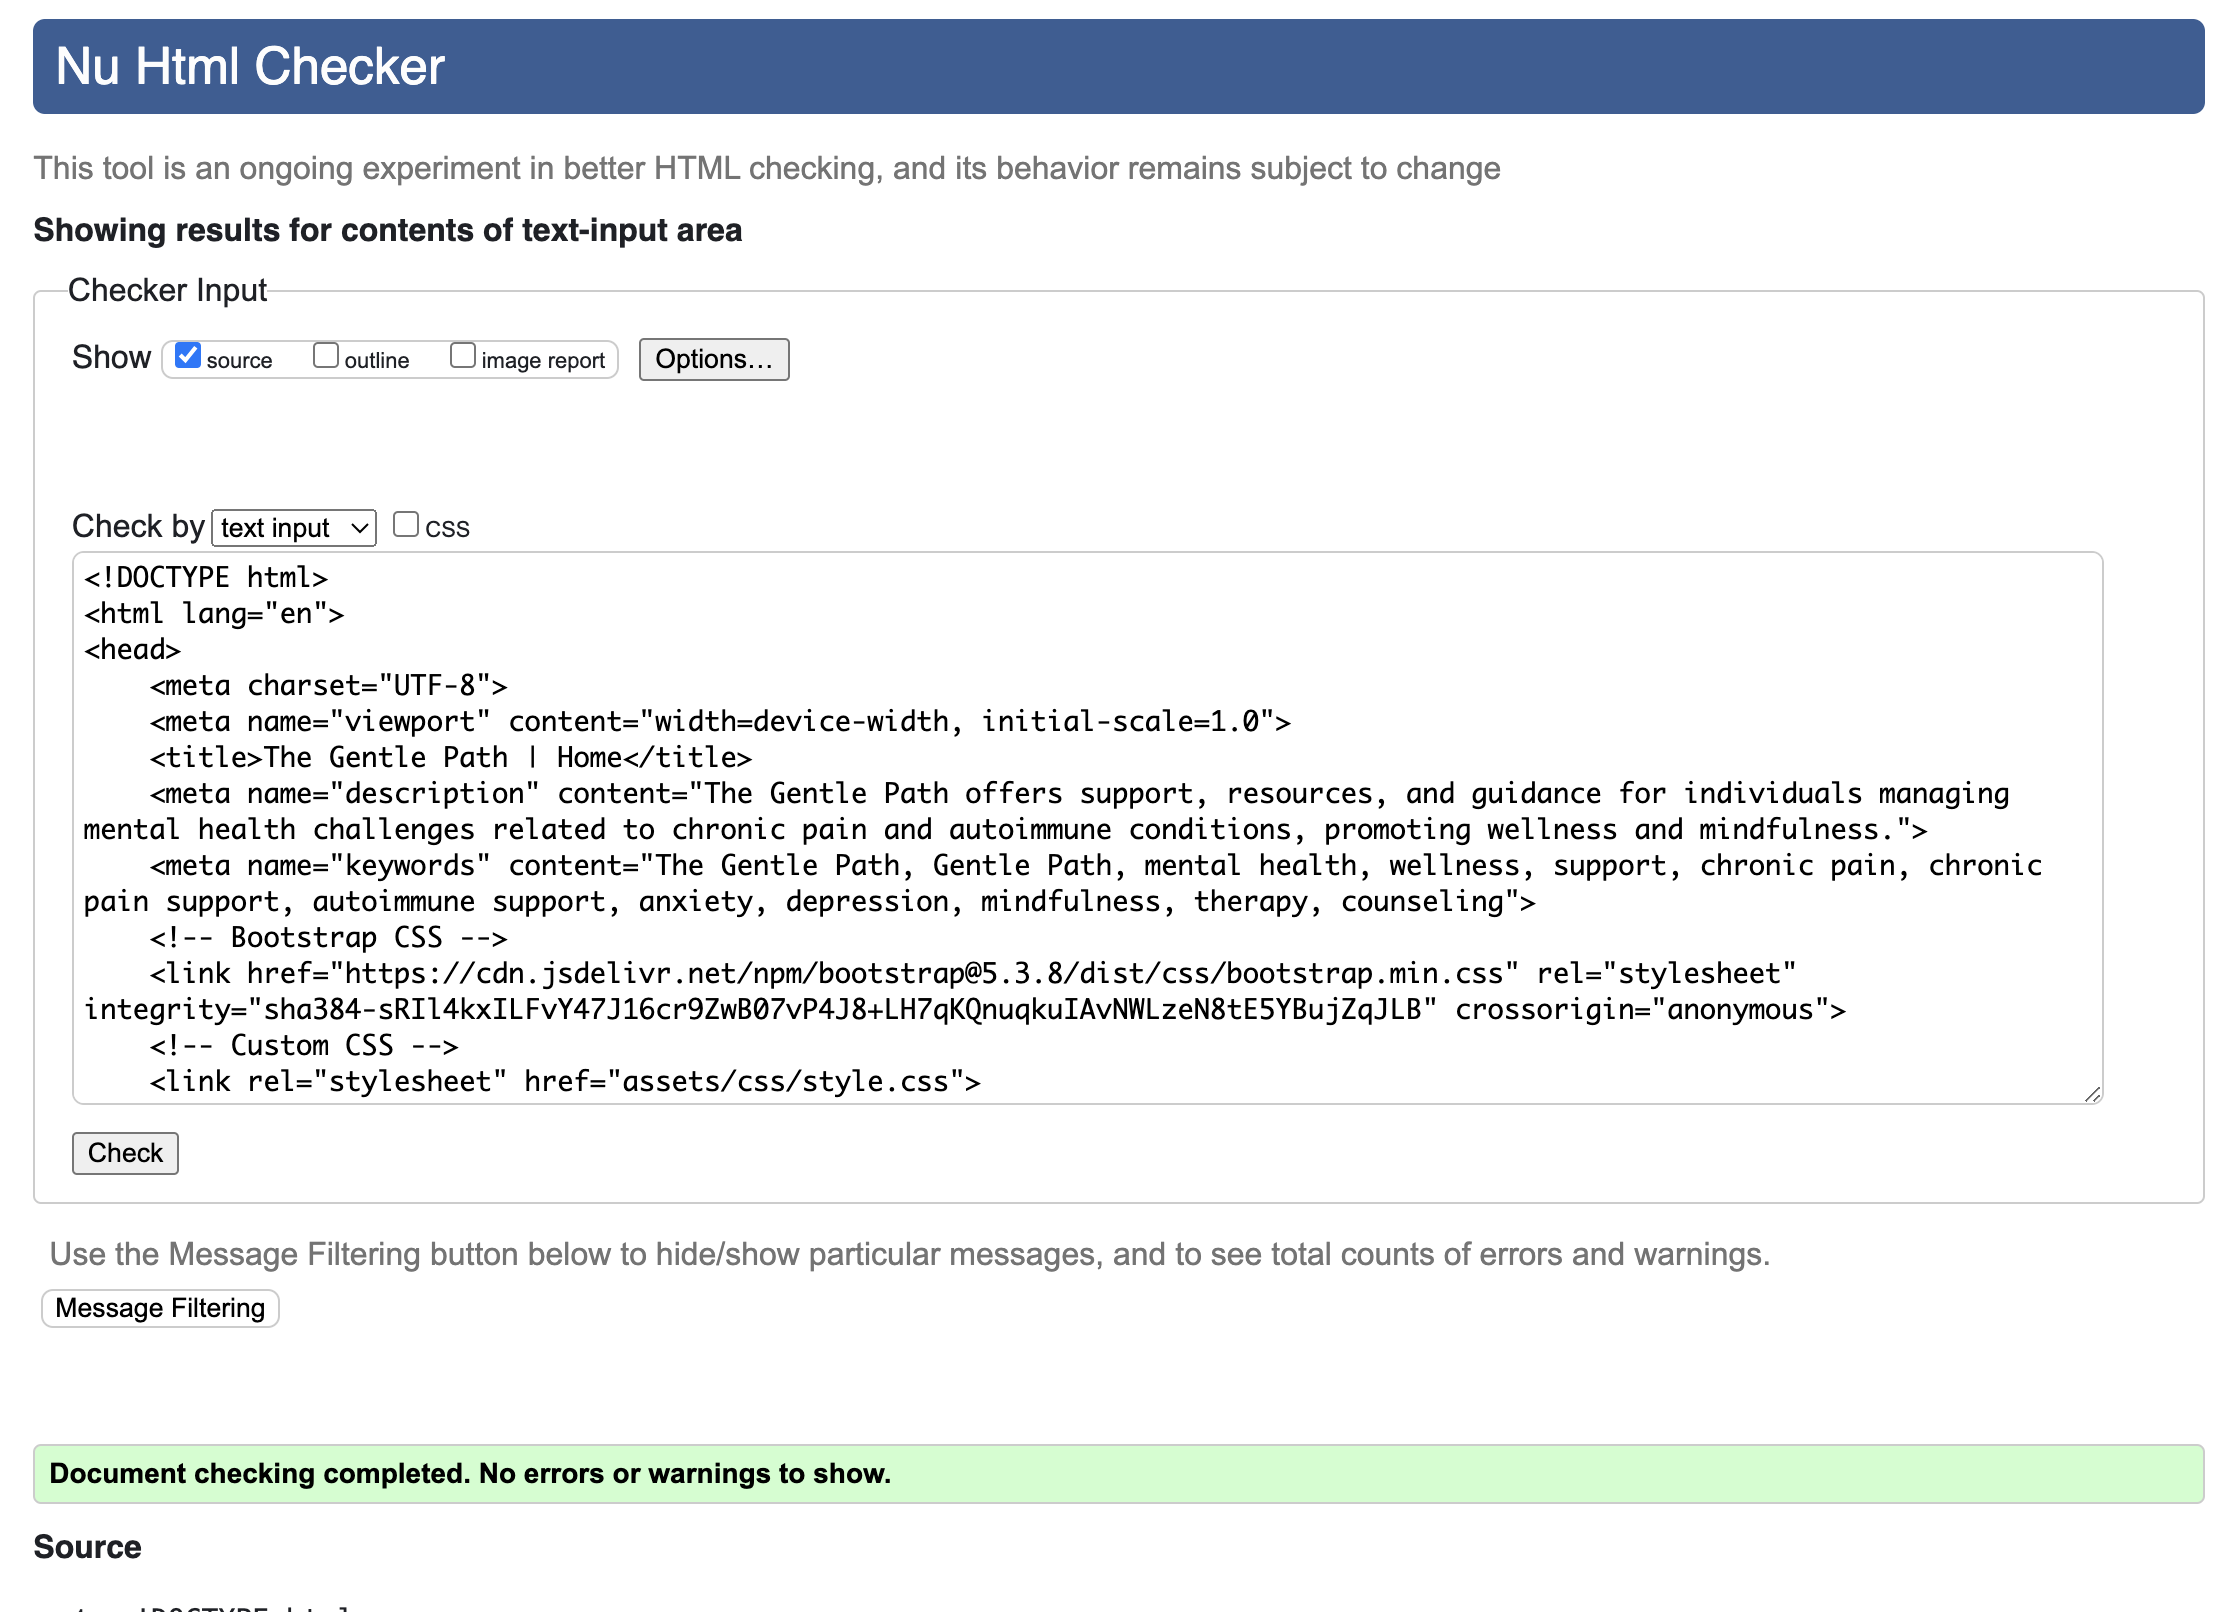 Nu Html Checker
This tool is an ongoing experiment in better HTML checking, and its behavior remains subject to change
Showing results for contents of text-input area
Checker Input
Show source outline image report Options…
Check by text input css
<!DOCTYPE html>
<html lang="en">
<head>
    <meta charset="UTF-8">
    <meta name="viewport" content="width=device-width, initial-scale=1.0">
    <title>The Gentle Path | Home</title>
    <meta name="description" content="The Gentle Path offers support, resources, and guidance for individuals managing
mental health challenges related to chronic pain and autoimmune conditions, promoting wellness and mindfulness.">
    <meta name="keywords" content="The Gentle Path, Gentle Path, mental health, wellness, support, chronic pain, chronic
pain support, autoimmune support, anxiety, depression, mindfulness, therapy, counseling">
    <!-- Bootstrap CSS -->
    <link href="https://cdn.jsdelivr.net/npm/bootstrap@5.3.8/dist/css/bootstrap.min.css" rel="stylesheet"
integrity="sha384-sRIl4kxILFvY47J16cr9ZwB07vP4J8+LH7qKQnuqkuIAvNWLzeN8tE5YBujZqJLB" crossorigin="anonymous">
    <!-- Custom CSS -->
    <link rel="stylesheet" href="assets/css/style.css">
Check
Use the Message Filtering button below to hide/show particular messages, and to see total counts of errors and warnings.
Message Filtering
Document checking completed. No errors or warnings to show.
Source